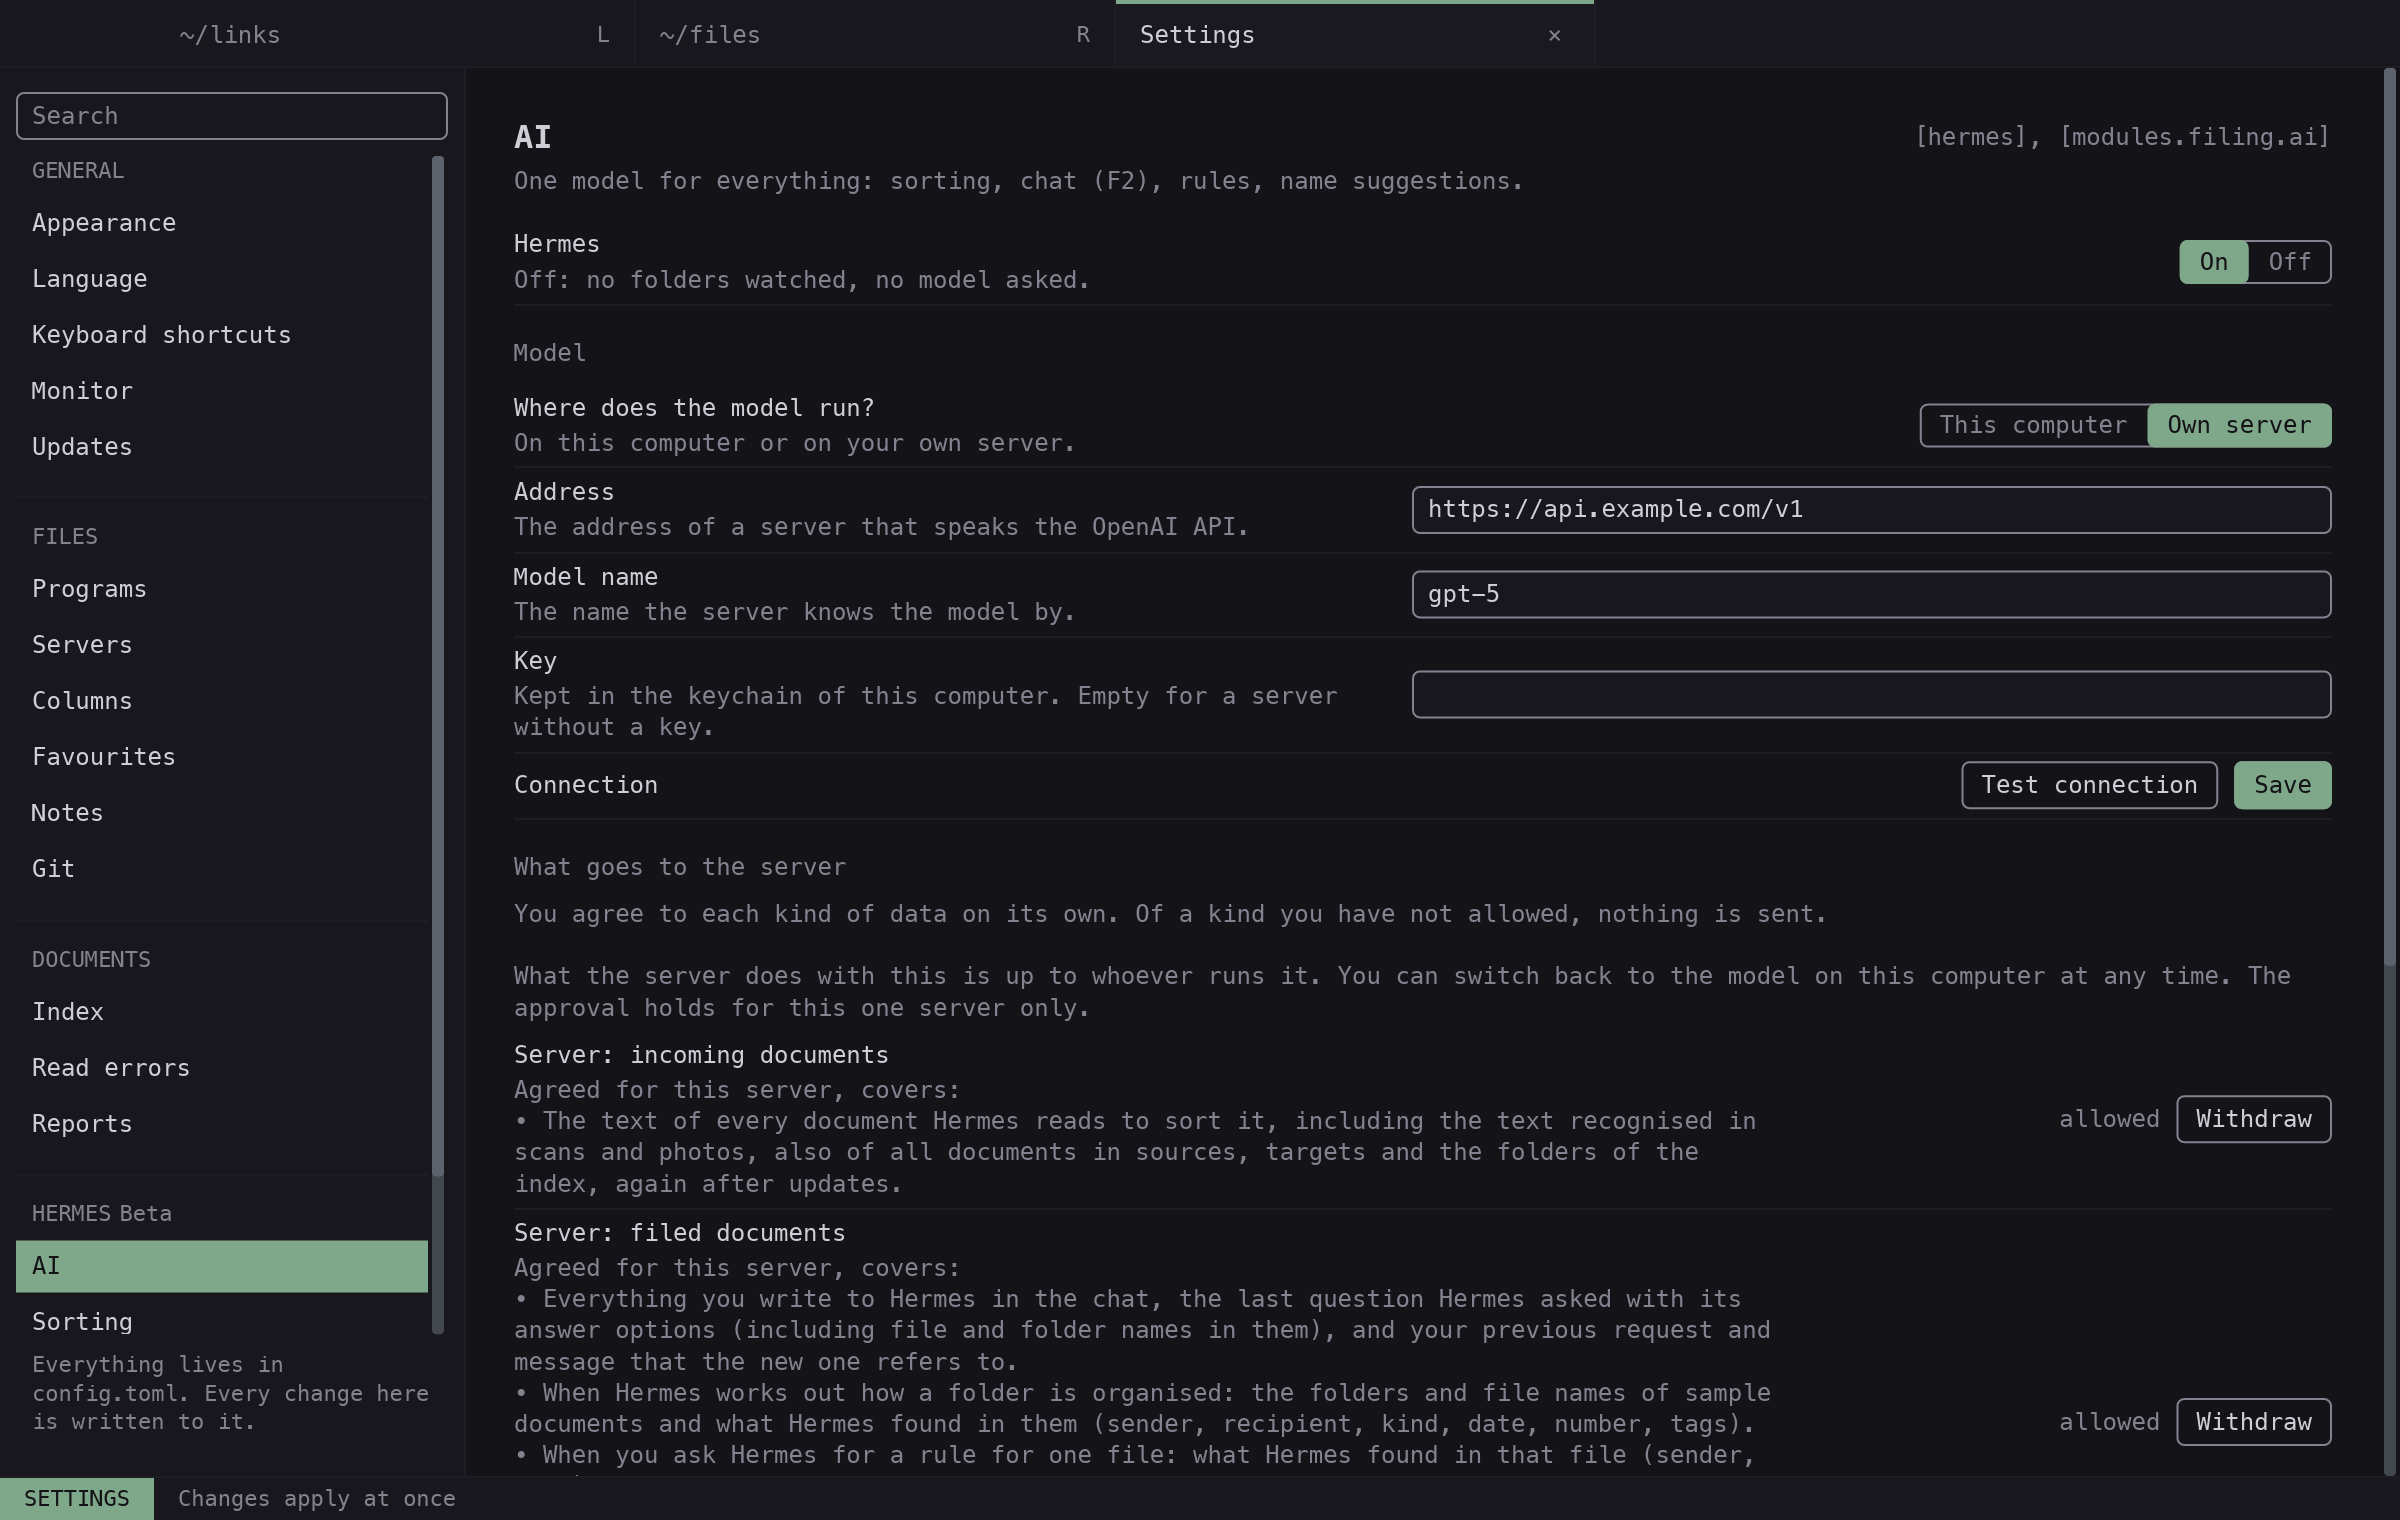 ~/links L ~/files R Settings ×
Search
GENERAL
Appearance
Language
Keyboard shortcuts
Monitor
Updates
FILES
Programs
Servers
Columns
Favourites
Notes
Git
DOCUMENTS
Index
Read errors
Reports
HERMES Beta
AI
Sorting
Everything lives in
config.toml. Every change here
is written to it.
AI [hermes], [modules.filing.ai]
One model for everything: sorting, chat (F2), rules, name suggestions.
Hermes
Off: no folders watched, no model asked.
On Off
Model
Where does the model run?
On this computer or on your own server.
This computer Own server
Address
The address of a server that speaks the OpenAI API.
https://api.example.com/v1
Model name
The name the server knows the model by.
gpt-5
Key
Kept in the keychain of this computer. Empty for a server
without a key.
Connection Test connection Save
What goes to the server
You agree to each kind of data on its own. Of a kind you have not allowed, nothing is sent.
What the server does with this is up to whoever runs it. You can switch back to the model on this computer at any time. The
approval holds for this one server only.
Server: incoming documents
Agreed for this server, covers:
• The text of every document Hermes reads to sort it, including the text recognised in
scans and photos, also of all documents in sources, targets and the folders of the
index, again after updates.
allowed Withdraw
Server: filed documents
Agreed for this server, covers:
• Everything you write to Hermes in the chat, the last question Hermes asked with its
answer options (including file and folder names in them), and your previous request and
message that the new one refers to.
• When Hermes works out how a folder is organised: the folders and file names of sample
documents and what Hermes found in them (sender, recipient, kind, date, number, tags).
• When you ask Hermes for a rule for one file: what Hermes found in that file (sender,
allowed Withdraw
SETTINGS Changes apply at once